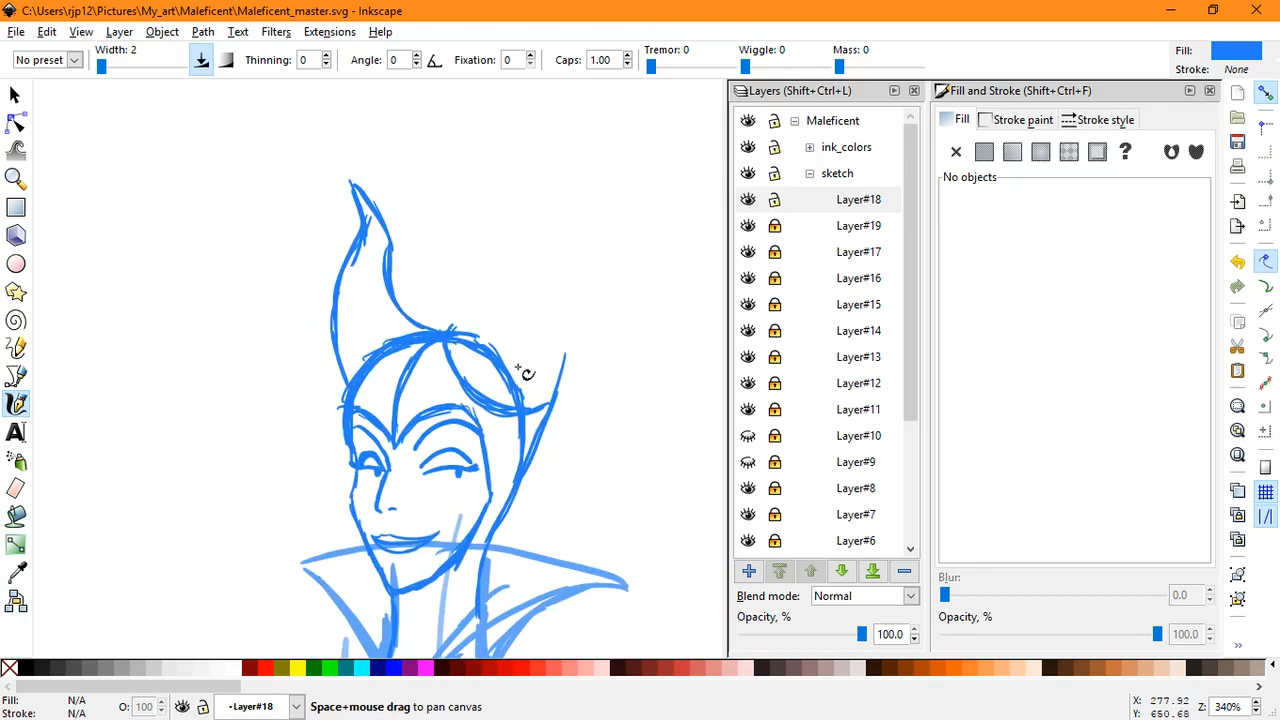 C:\Users\rjp12\Pictures\My_art\Maleficent\Maleficent_master.svg - Inkscape
File Edit View Layer Object Path Text Filters Extensions Help
No preset Width: 2 Thinning: 0 Angle: 0 Fixation: 0 Caps: 1.00 Tremor: 0 Wiggle: 0 Mass: 0 Fill:
Stroke: None
Layers (Shift+Ctrl+L) Fill and Stroke (Shift+Ctrl+F)
Maleficent Fill Stroke paint Stroke style
ink_colors
sketch No objects
Layer#18
Layer#19
Layer#17
Layer#16
Layer#15
Layer#14
Layer#13
Layer#12
Layer#11
Layer#10
Layer#9
Layer#8
Layer#7
Layer#6
Blur:
Blend mode: Normal 0.0
Opacity, % Opacity, %
100.0 100.0
Fill: N/A
Stroke: N/A O: 100 •Layer#18 Space+mouse drag to pan canvas X: 277.92
Y: 650.68 Z: 340%